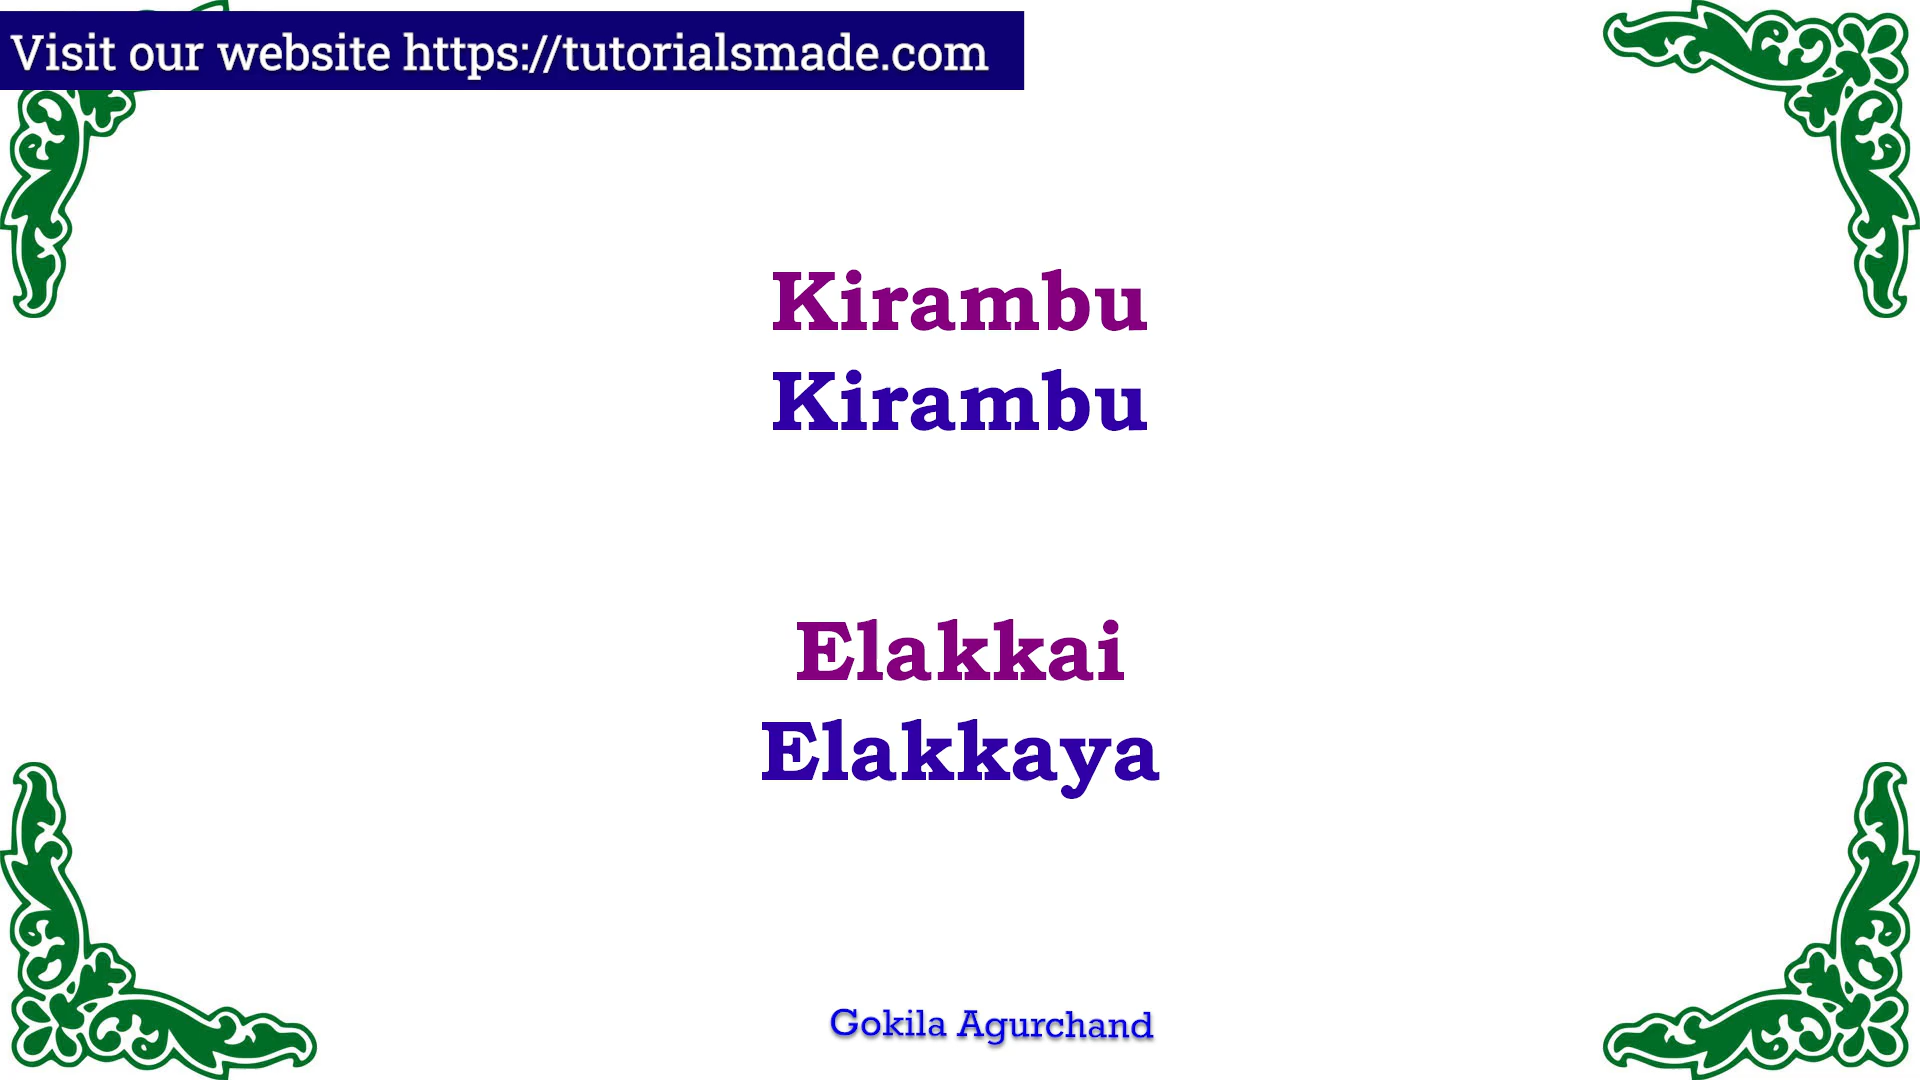 Visit our website https://tutorialsmade.com
Kirambu
Kirambu
Elakkai
Elakkaya
Gokila Agurchand